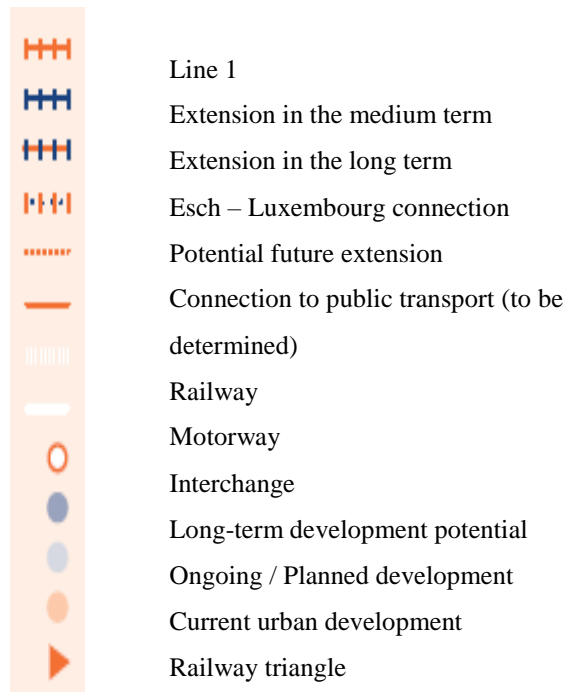 Line 1
Extension in the medium term
Extension in the long term
Esch – Luxembourg connection
Potential future extension
Connection to public transport (to be
determined)
Railway
Motorway
Interchange
Long-term development potential
Ongoing / Planned development
Current urban development
Railway triangle